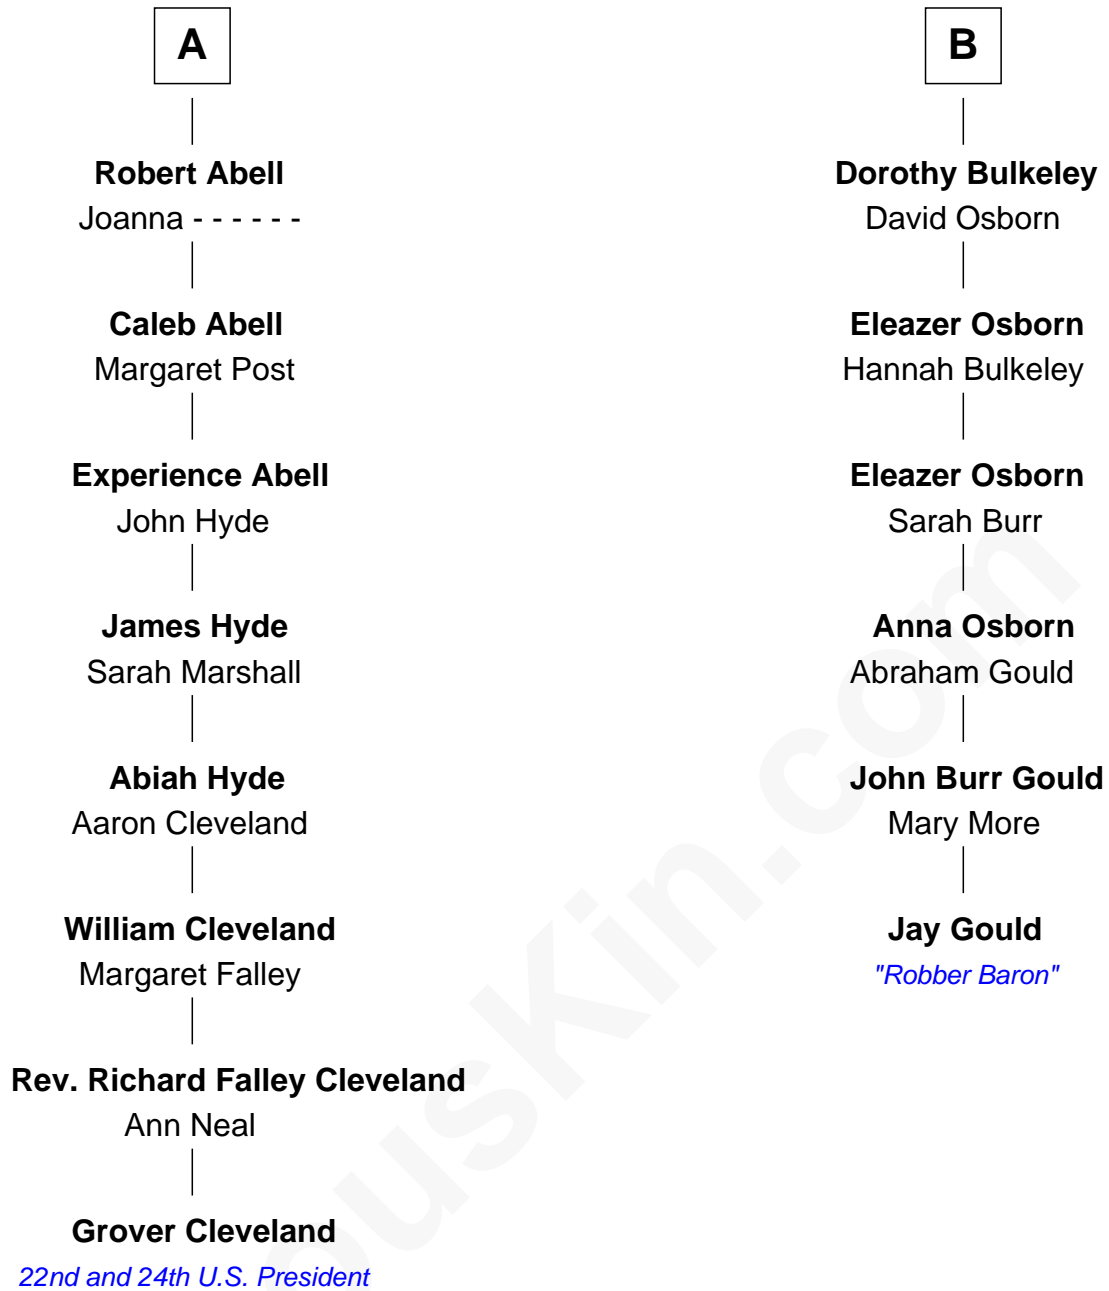 A
Robert Abell
Joanna - - - - - -
Caleb Abell
Margaret Post
Experience Abell
John Hyde
James Hyde
Sarah Marshall
Abiah Hyde
Aaron Cleveland
William Cleveland
Margaret Falley
Rev. Richard Falley Cleveland
Ann Neal
Grover Cleveland
22nd and 24th U.S. President
B
Dorothy Bulkeley
David Osborn
Eleazer Osborn
Hannah Bulkeley
Eleazer Osborn
Sarah Burr
Anna Osborn
Abraham Gould
John Burr Gould
Mary More
Jay Gould
"Robber Baron"
ousKin.com